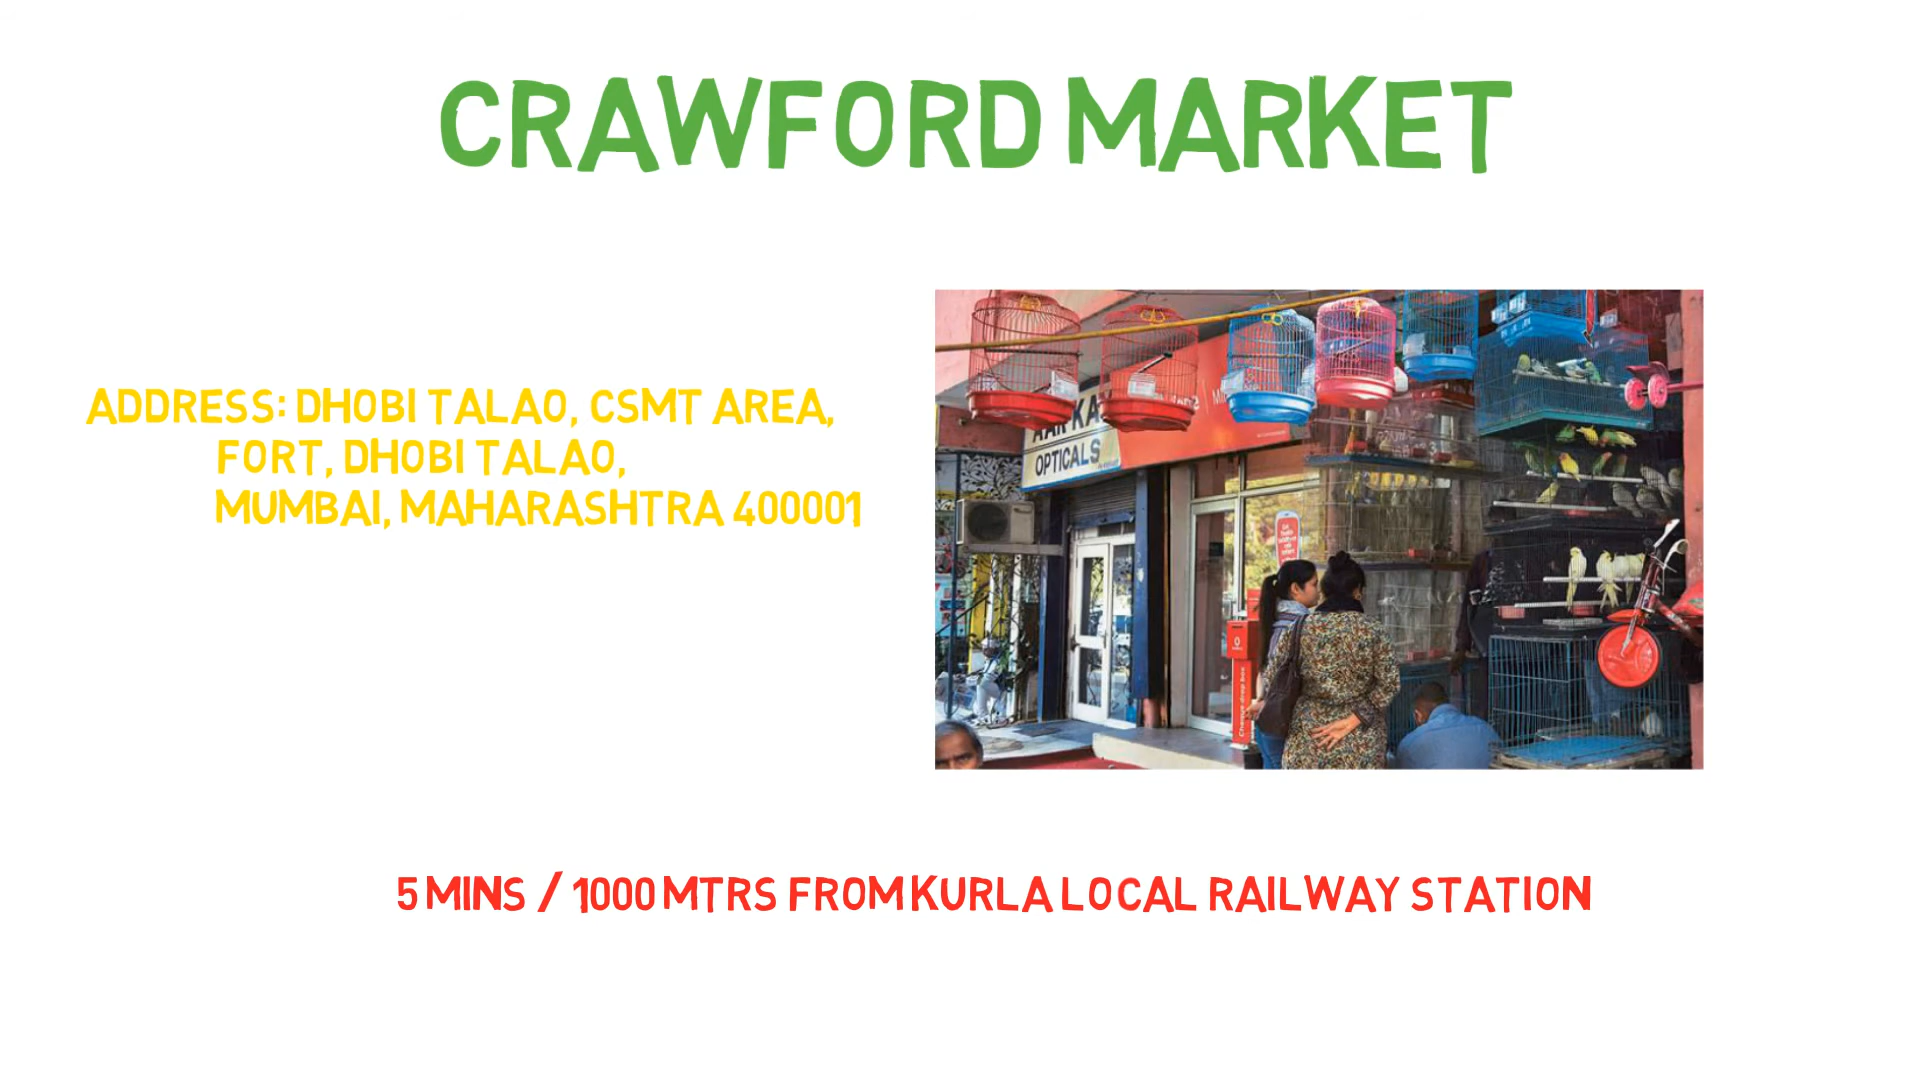 CRAWFORD MARKET
ADDRESS: DHOBI TALAO, CSMT AREA,
FORT, DHOBI TALAO,
MUMBAI, MAHARASHTRA 400001
OPTICALS
5 MINS / 1000 MTRS FROM KURLA LOCAL RAILWAY STATION